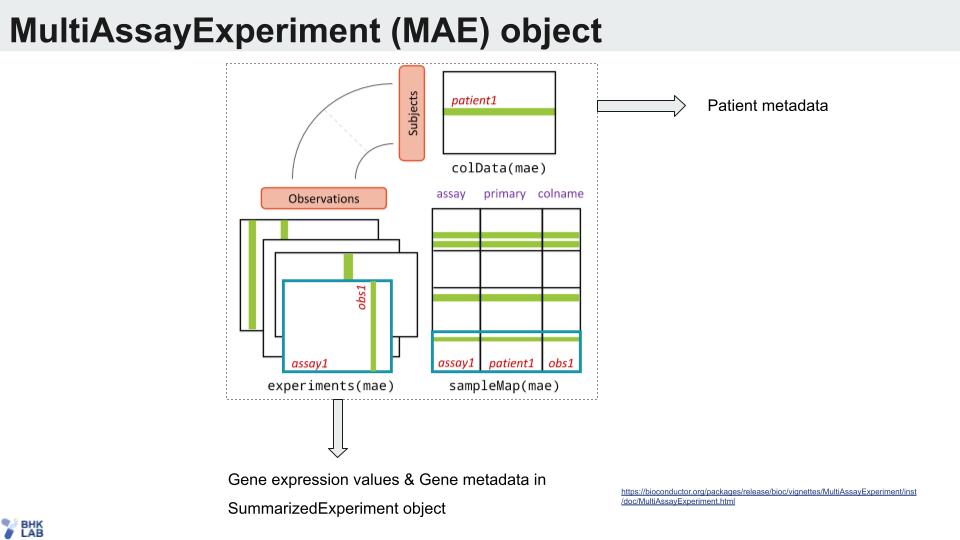 MultiAssayExperiment (MAE) object
Subjects
patient1
Patient metadata
colData(mae)
assay primary colname
Observations
obs1
assay1
assay1 patient1 obs1
experiments(mae)
sampleMap(mae)
Gene expression values & Gene metadata in
SummarizedExperiment object
https://bioconductor.org/packages/release/bioc/vignettes/MultiAssayExperiment/inst
/doc/MultiAssayExperiment.html
BHK
LAB